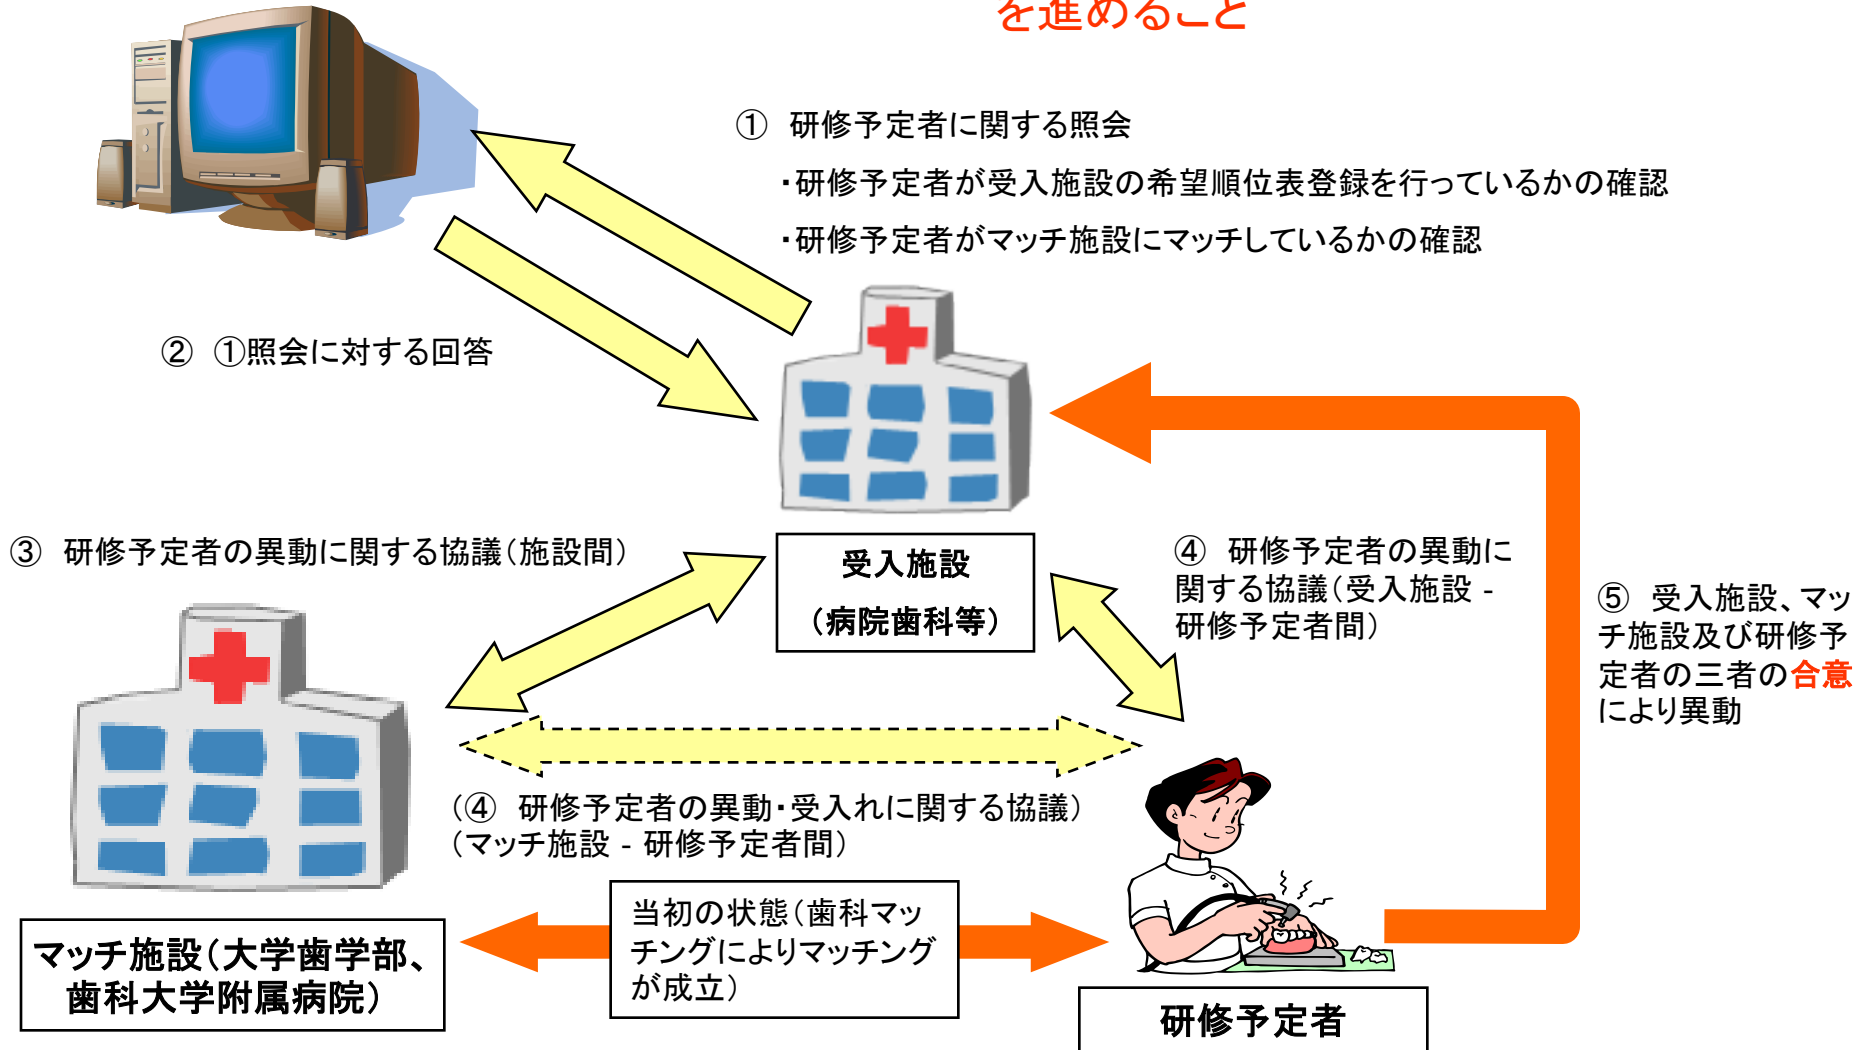 を進めること
①　研修予定者に関する照会
・研修予定者が受入施設の希望順位表登録を行っているかの確認
・研修予定者がマッチ施設にマッチしているかの確認
②　①照会に対する回答
③　研修予定者の異動に関する協議（施設間）
受入施設
（病院歯科等）
④　研修予定者の異動に
関する協議（受入施設 -
研修予定者間）
⑤　受入施設、マッ
チ施設及び研修予
定者の三者の合意
により異動
（④　研修予定者の異動・受入れに関する協議）
（マッチ施設 - 研修予定者間）
当初の状態（歯科マッ
チングによりマッチング
が成立）
マッチ施設（大学歯学部、
歯科大学附属病院）
研修予定者